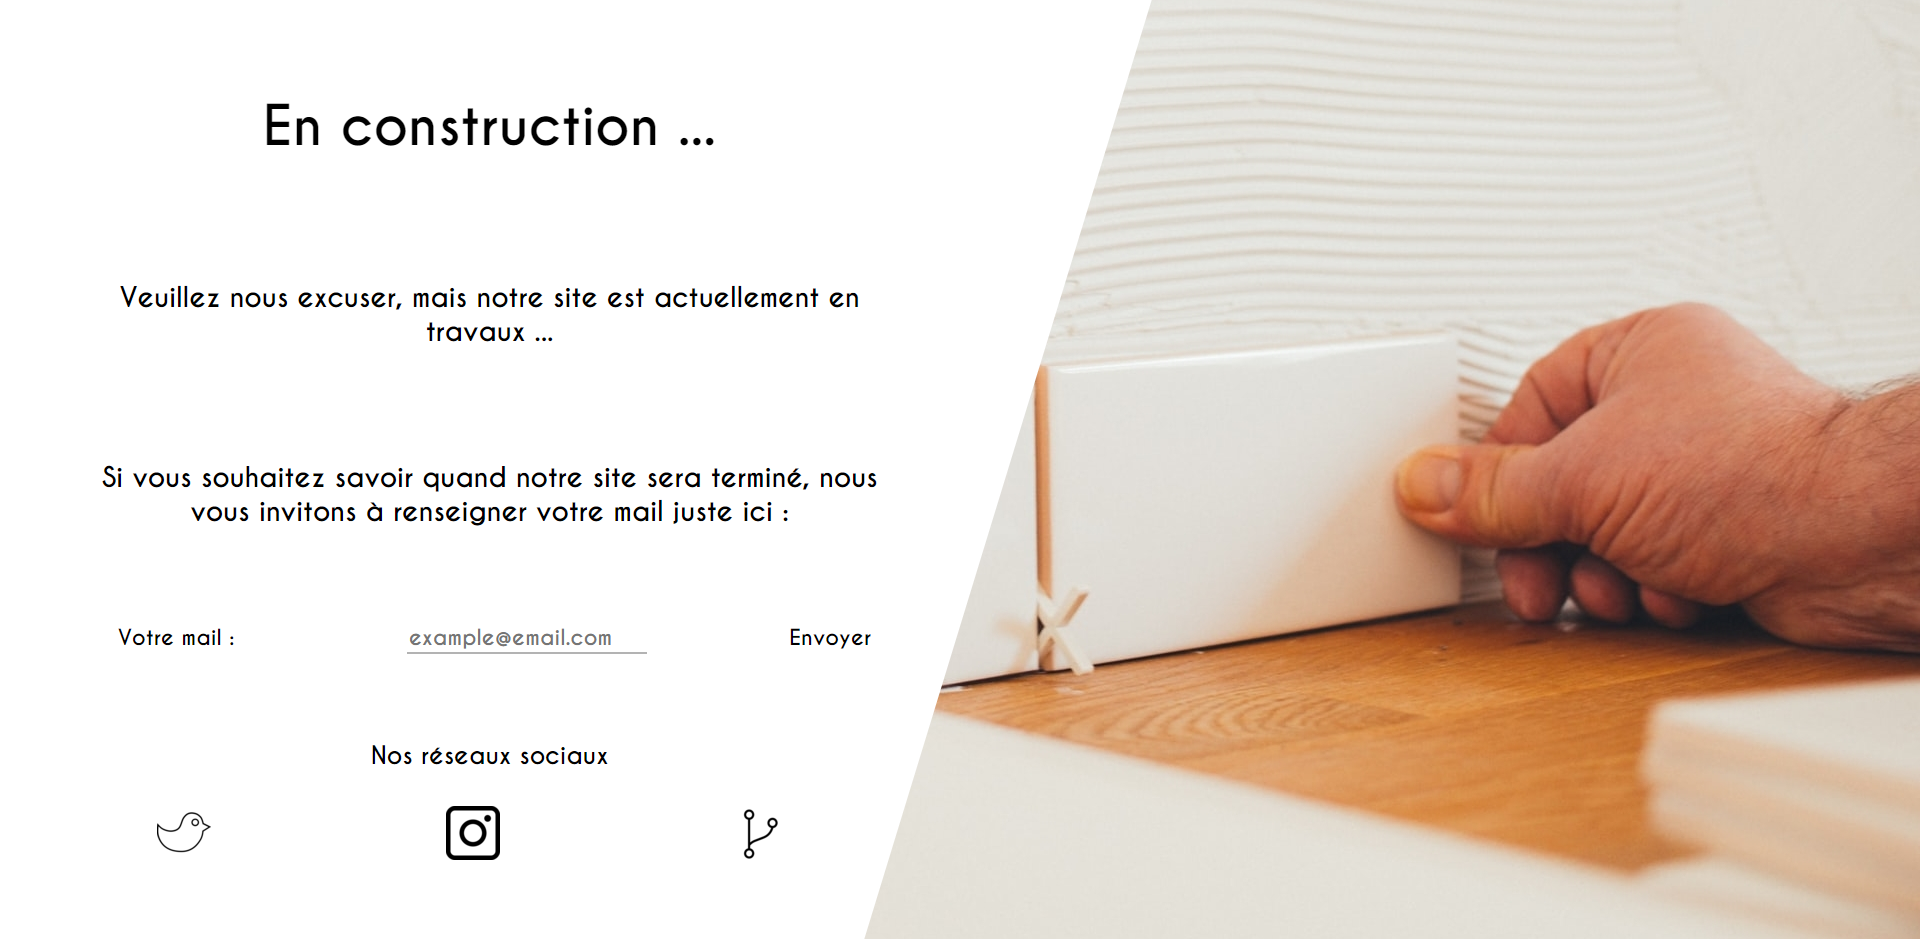 En construction ...
Veuillez nous excuser, mais notre site est actuellement en
travaux ...
Si vous souhaitez savoir quand notre site sera terminé, nous
vous invitons à renseigner votre mail juste ici :
Votre mail : example@email.com Envoyer
Nos réseaux sociaux